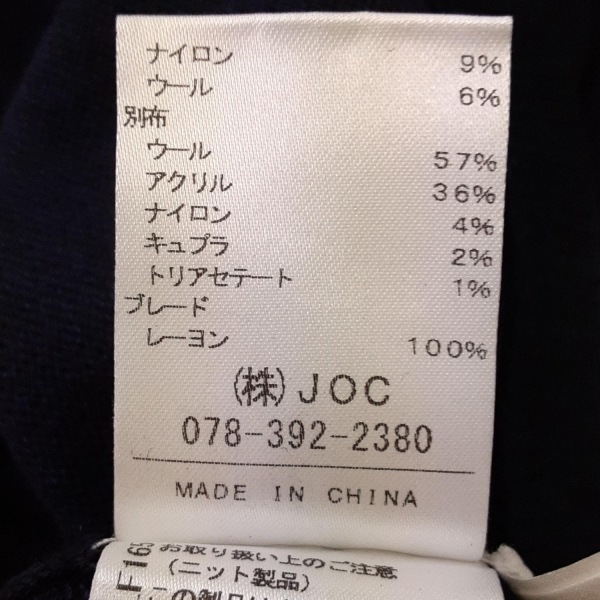 ナイロン 9%
ウール 6%
別布
ウール 57%
アクリル 36%
ナイロン 4%
キュプラ 2%
トリアセテート 1%
ブレード
レーヨン 100%
(株)JOC
078-392-2380
MADE IN CHINA
お取り扱い上のご注意
(ニット製品)